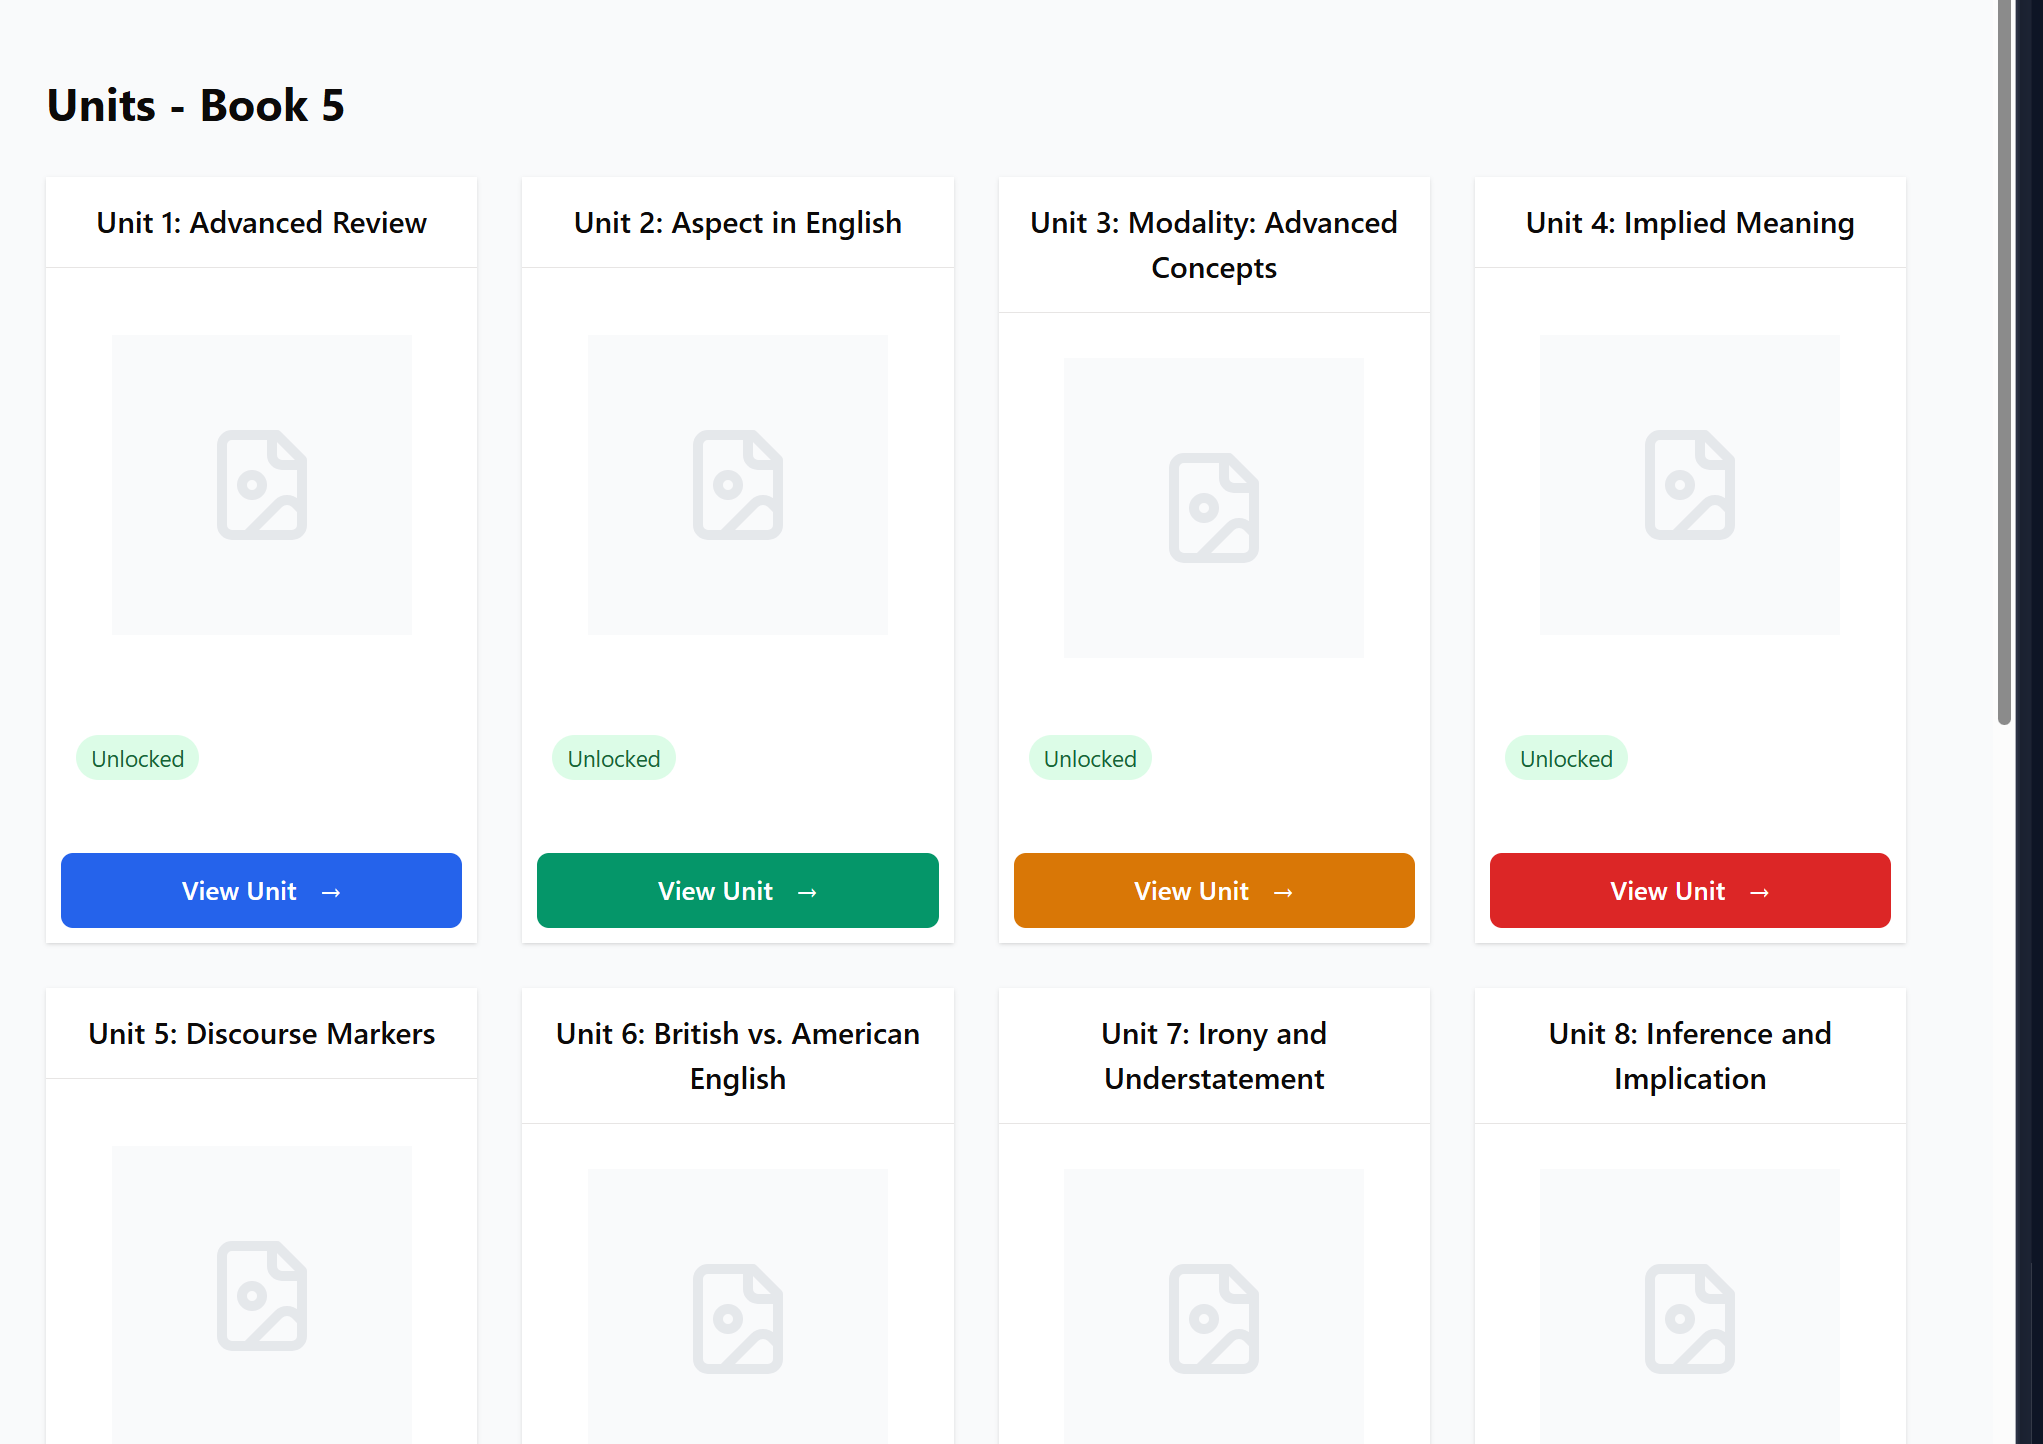 Units - Book 5
Unit 1: Advanced Review
Unlocked
View Unit →
Unit 2: Aspect in English
Unlocked
View Unit →
Unit 3: Modality: Advanced
Concepts
Unlocked
View Unit →
Unit 4: Implied Meaning
Unlocked
View Unit →
Unit 5: Discourse Markers
Unit 6: British vs. American
English
Unit 7: Irony and
Understatement
Unit 8: Inference and
Implication